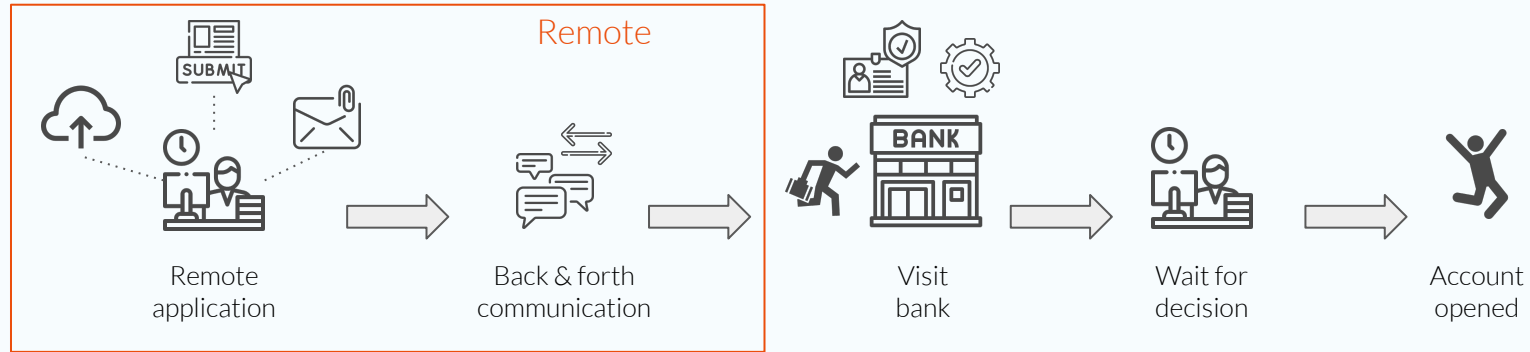 Remote
SUBMIT
BANK
Remote
application
Back & forth
communication
Visit
bank
Wait for
decision
Account
opened